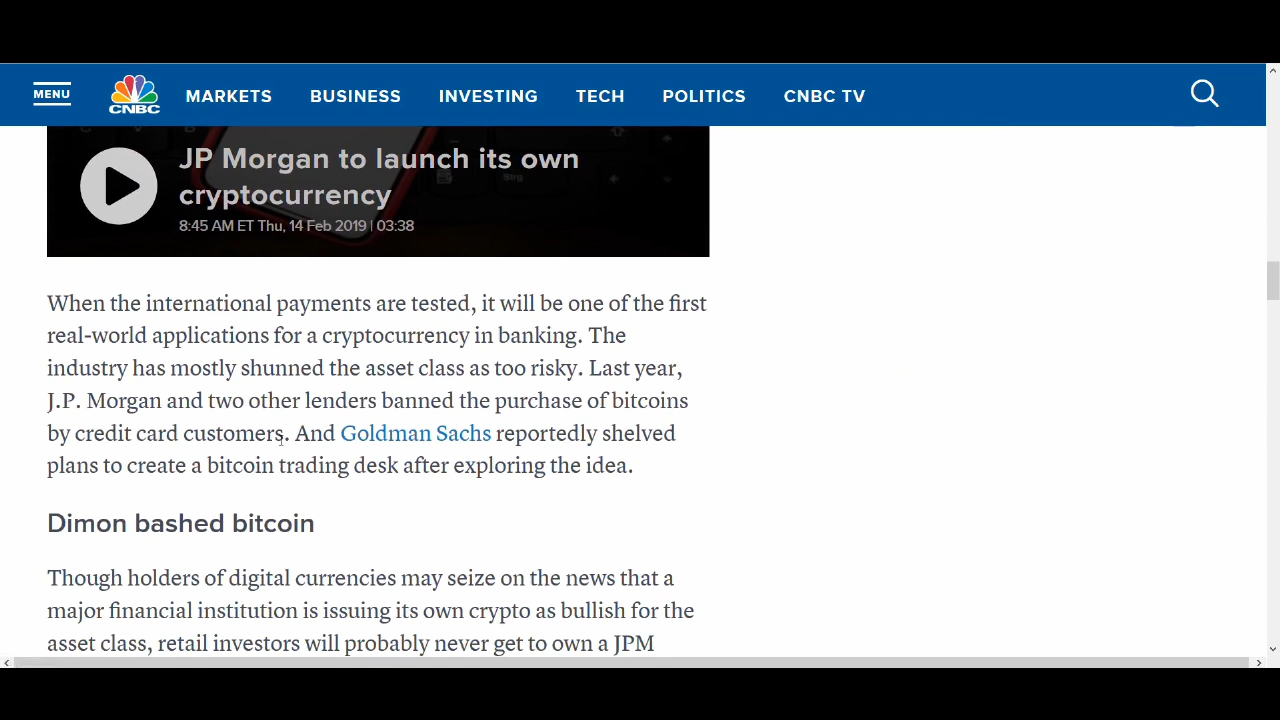 MENU
CNBC
MARKETS
BUSINESS
INVESTING
TECH
POLITICS
CNBC TV
JP Morgan to launch its own
cryptocurrency
8:45 AM ET Thu, 14 Feb 2019 | 03:38
When the international payments are tested, it will be one of the first
real-world applications for a cryptocurrency in banking. The
industry has mostly shunned the asset class as too risky. Last year,
J.P. Morgan and two other lenders banned the purchase of bitcoins
by credit card customers. And Goldman Sachs reportedly shelved
plans to create a bitcoin trading desk after exploring the idea.
Dimon bashed bitcoin
Though holders of digital currencies may seize on the news that a
major financial institution is issuing its own crypto as bullish for the
asset class, retail investors will probably never get to own a JPM